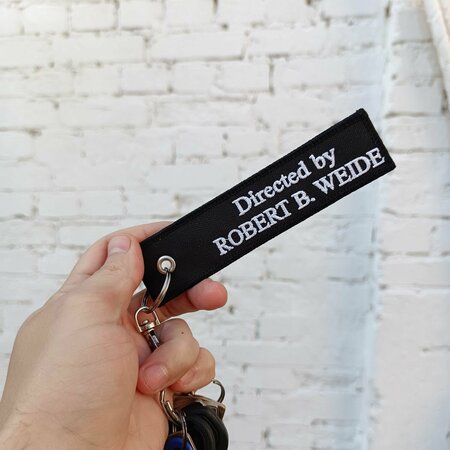 Directed by
ROBERT B. WEIDE